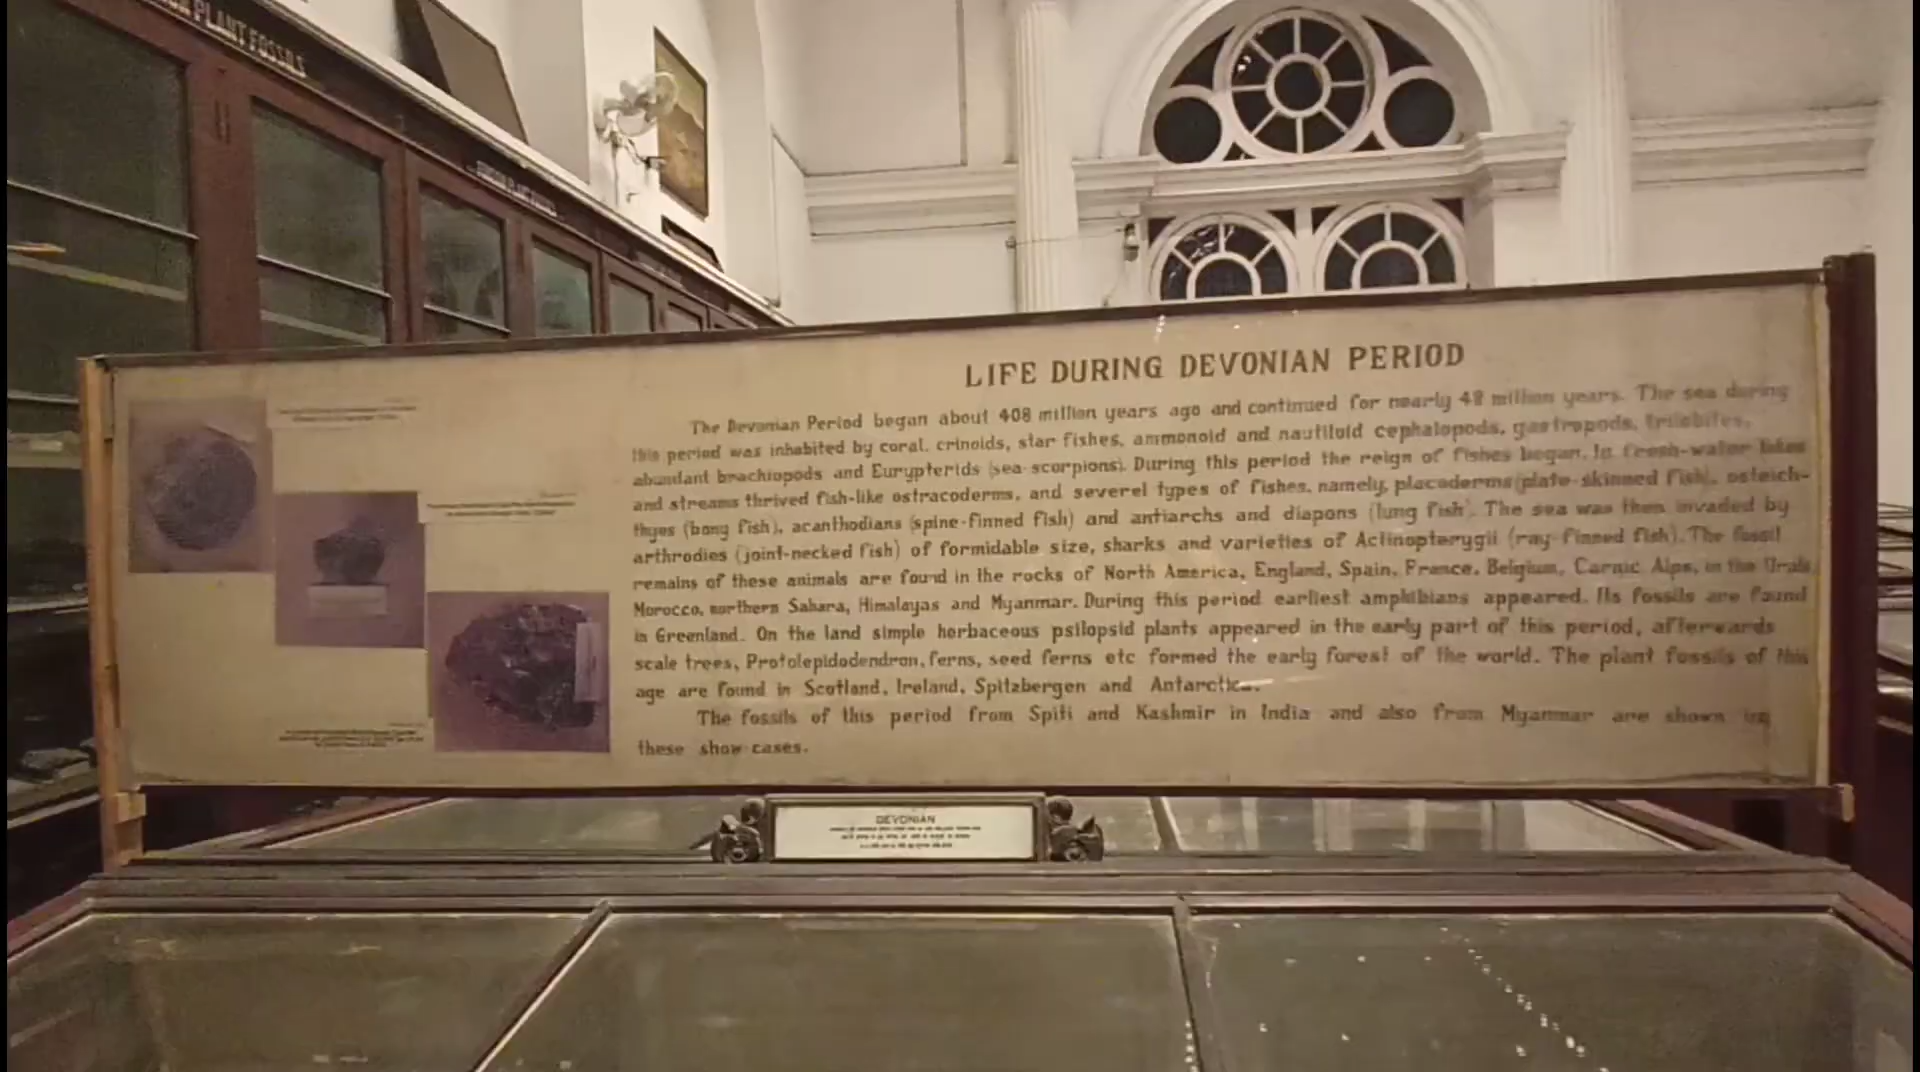 PLANT FOSSILS
LIFE DURING DEVONIAN PERIOD
The Devonian Period began about 408 million years ago and continued for nearly 48 million years. The sea during
this period was inhabited by coral, crinoids, star fishes, ammonoid and nautiloid cephalopods, gastropods, trilobites,
abundant brachiopods and Eurypterids (sea-scorpions). During this period the reign of fishes began. In fresh-water lakes
and streams thrived fish-like ostracoderms, and severel types of fishes, namely, placoderms (plate-skinned fish), osteich-
thyes (bony fish), acanthodians (spine-finned fish) and antiarchs and diapons (lung fish). The sea was then invaded by
arthrodies (joint-necked fish) of formidable size, sharks and varieties of Actinopterygii (ray-finned fish). The fossil
remains of these animals are found in the rocks of North America, England, Spain, France, Belgium, Carnic Alps, in the Urals
Morocco, northern Sahara, Himalayas and Myanmar. During this period earliest amphibians appeared. Its fossils are found
in Greenland. On the land simple herbaceous psilopsid plants appeared in the early part of this period, afterwards
scale trees, Protolepidodendron, ferns, seed ferns etc formed the early forest of the world. The plant fossils of this
age are found in Scotland, Ireland, Spitzbergen and Antarctica.
The fossils of this period from Spiti and Kashmir in India and also from Myanmar are shown in
these show cases.
DEVONIAN